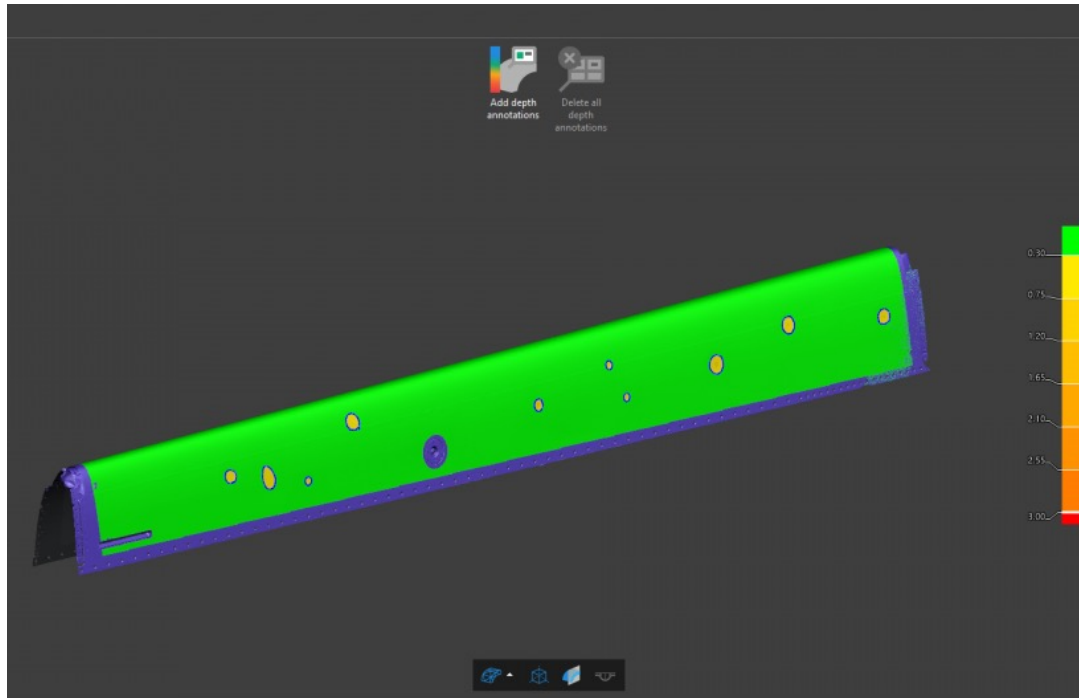 Add depth
annotations
Delete all
depth
annotations
0.30
0.75
1.20
1.65
2.10
2.55
3.00